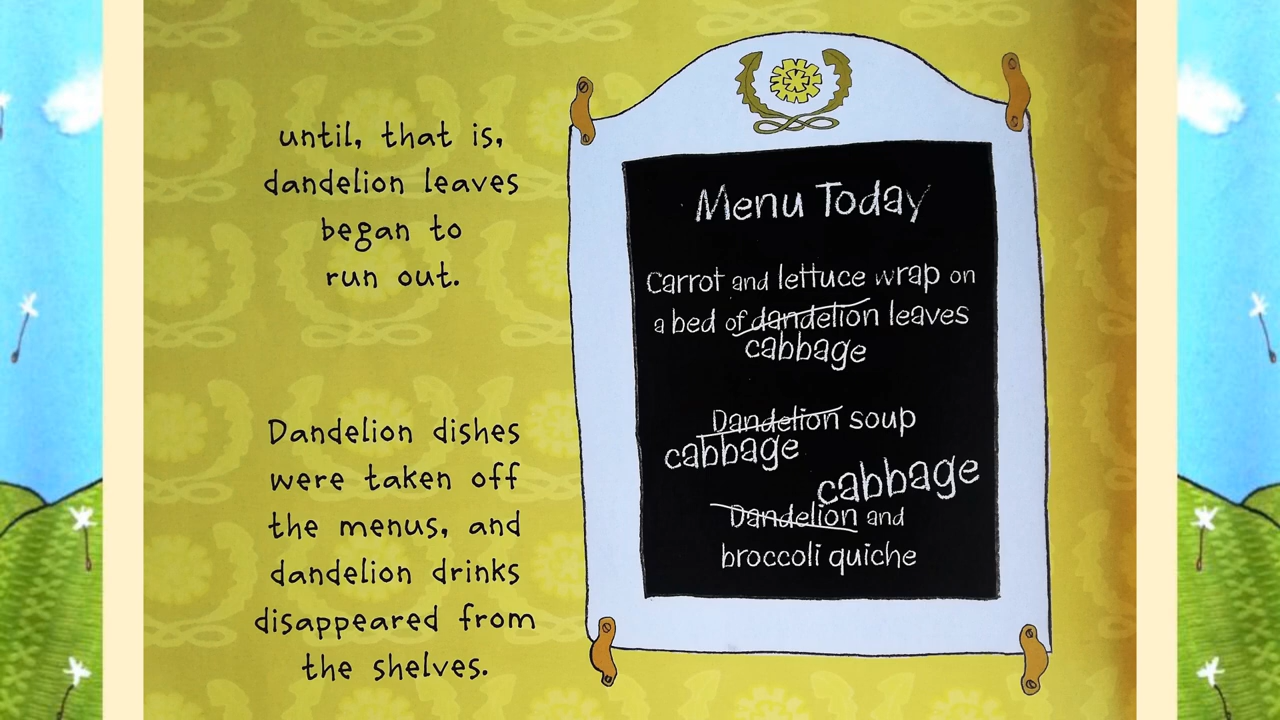 until, that is,
dandelion leaves
began to
run out.
Dandelion dishes
were taken off
the menus, and
dandelion drinks
disappeared from
the shelves.
Menu Today
Carrot and lettuce wrap on
a bed of dandelion leaves
cabbage
Dandelion soup
cabbage
cabbage
Dandelion and
broccoli quiche